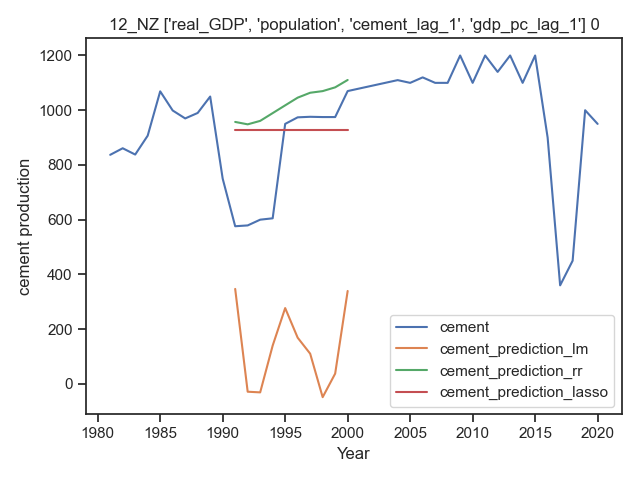 12_NZ ['real_GDP', 'population', 'cement_lag_1', 'gdp_pc_lag_1'] 0
cement production
1200
1000
800
600
400
200
0
cement
cement_prediction_lm
cement_prediction_rr
cement_prediction_lasso
1980 1985 1990 1995 2000 2005 2010 2015 2020
Year